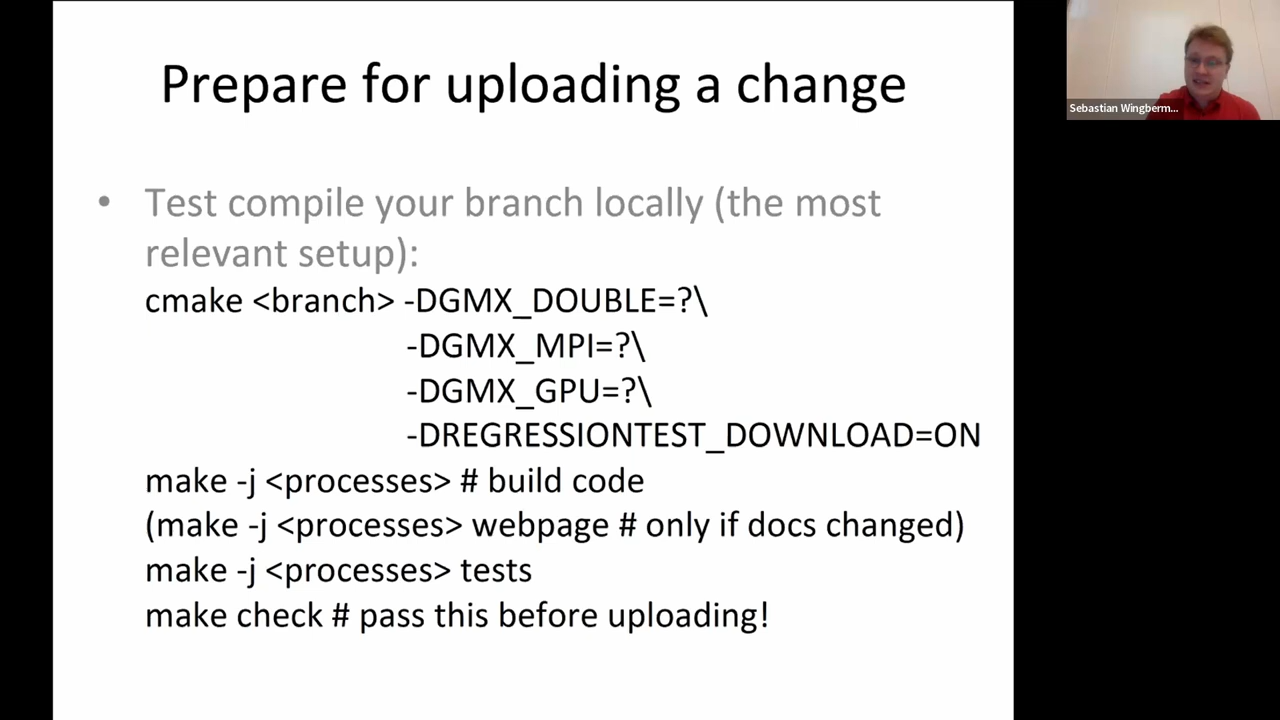 Prepare for uploading a change
• Test compile your branch locally (the most
relevant setup):
cmake <branch> -DGMX_DOUBLE=?\
-DGMX_MPI=?\
-DGMX_GPU=?\
-DREGRESSIONTEST_DOWNLOAD=ON
make -j <processes> # build code
(make -j <processes> webpage # only if docs changed)
make -j <processes> tests
make check # pass this before uploading!
Sebastian Wingberm...